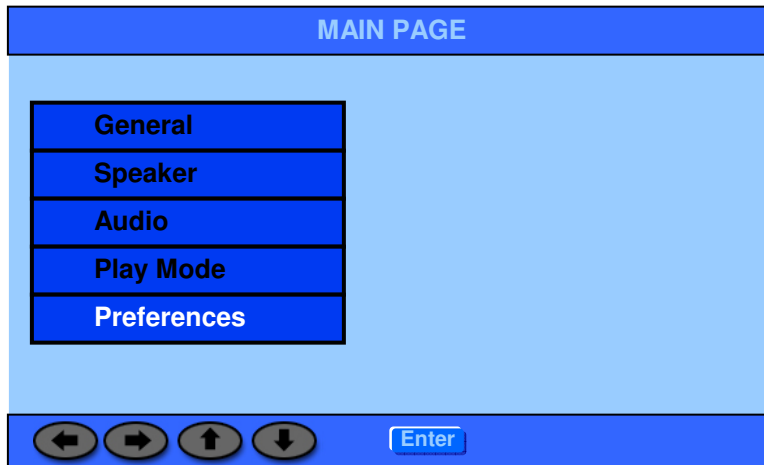 MAIN PAGE
General
Speaker
Audio
Play Mode
Preferences
Enter